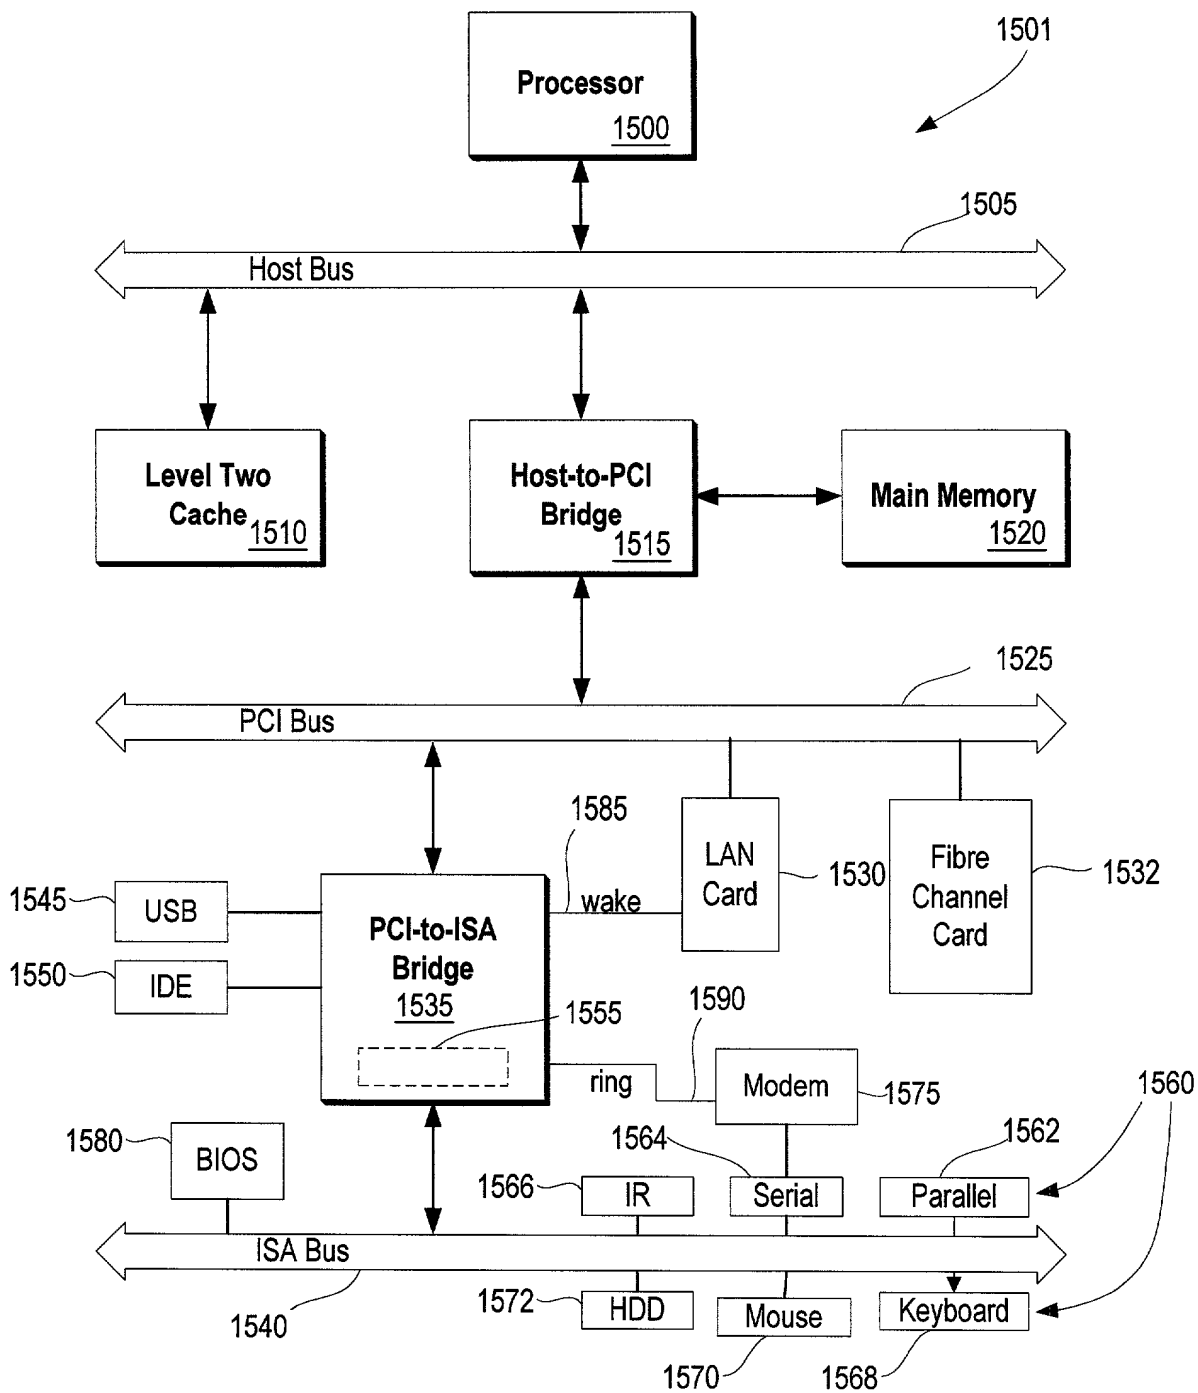 1501
Processor
1500
1505
Host Bus
Level Two
Cache
1510
Host-to-PCI
Bridge
1515
Main Memory
1520
1525
PCI Bus
1585
LAN
Card
1530
Fibre
Channel
Card
1532
1545
USB
wake
PCI-to-ISA
Bridge
1535
1550
IDE
1555
1590
ring
Modem
1575
1560
1580
BIOS
1564
1562
1566
IR
Serial
Parallel
ISA Bus
1540
1572
HDD
Mouse
Keyboard
1570
1568